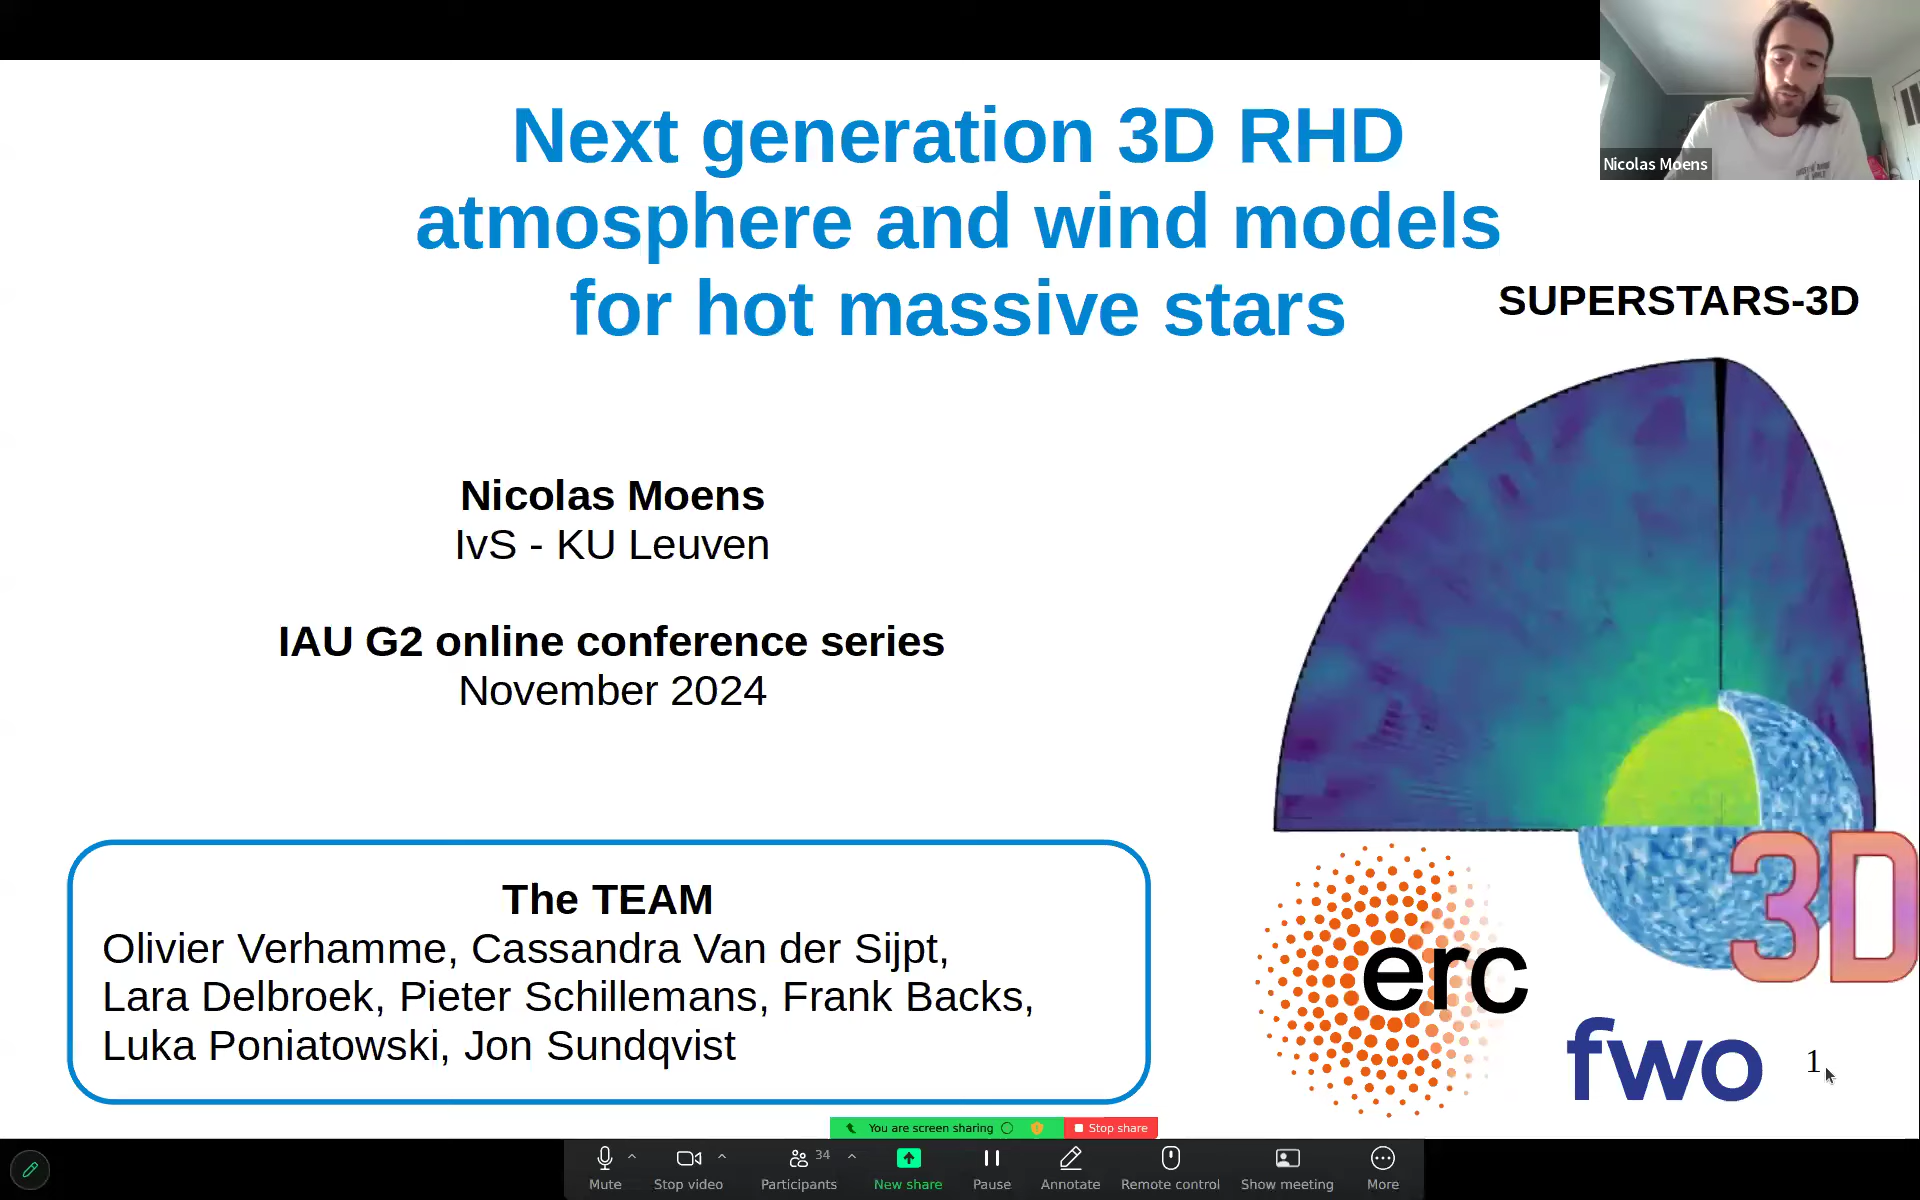 Next generation 3D RHD
atmosphere and wind models
for hot massive stars
Nicolas Moens
SUPERSTARS-3D
Nicolas Moens
IvS - KU Leuven
IAU G2 online conference series
November 2024
The TEAM
Olivier Verhamme, Cassandra Van der Sijpt,
Lara Delbroek, Pieter Schillemans, Frank Backs,
Luka Poniatowski, Jon Sundqvist
3D
erc
fwo
1
You are screen sharing
Stop share
34
Mute
Stop video
Participants
New share
Pause
Annotate
Remote control
Show meeting
More